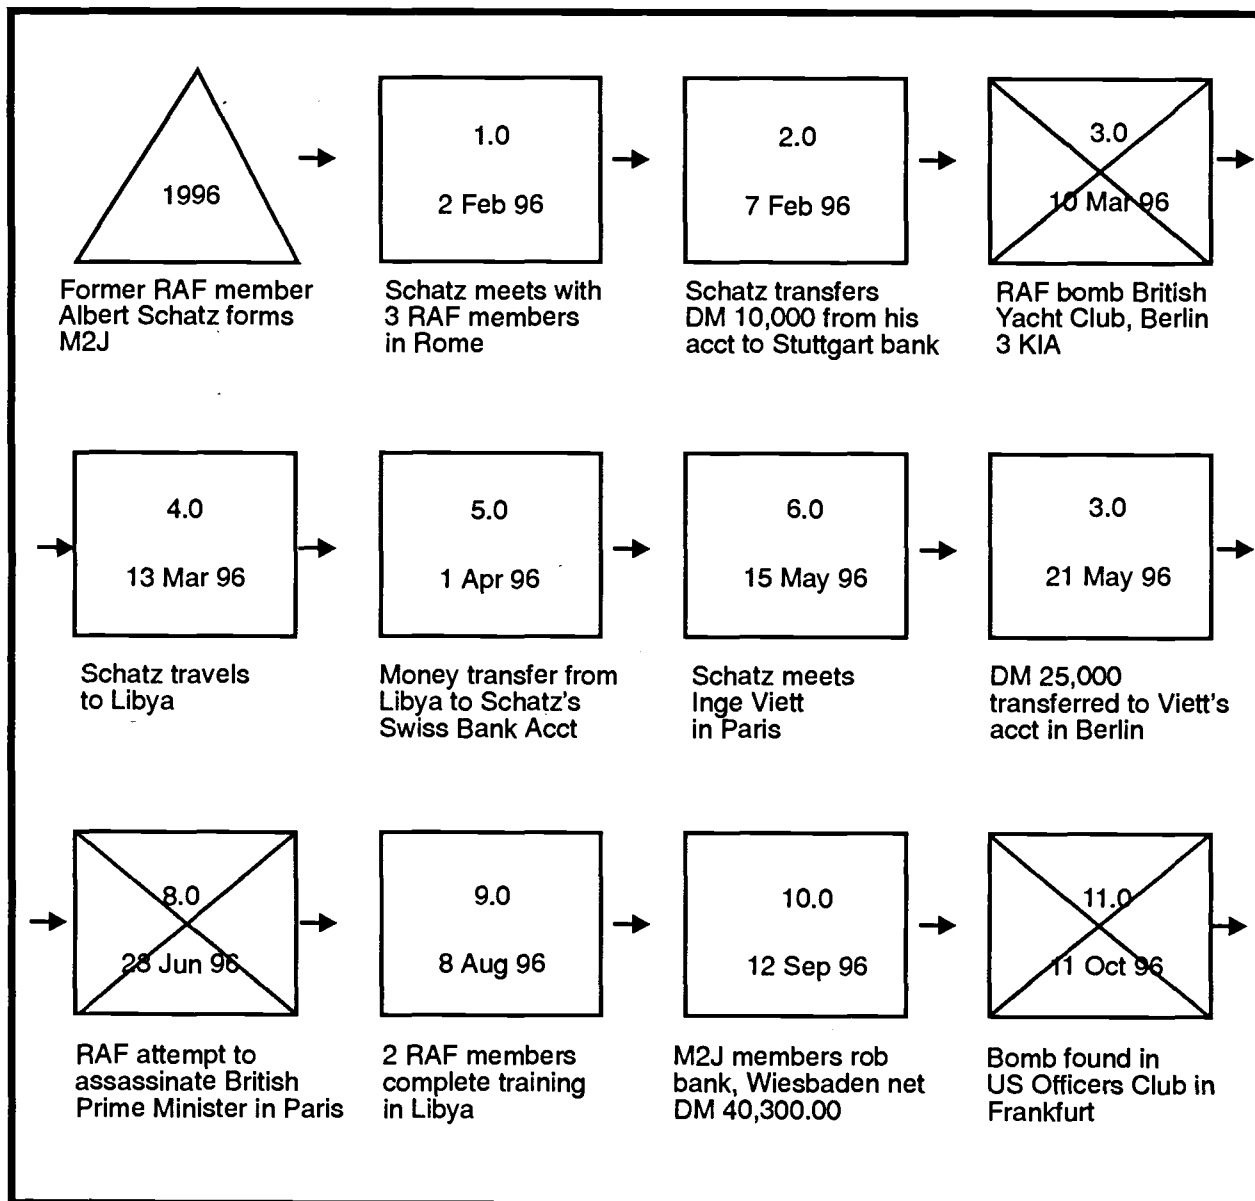 1996
Former RAF member
Albert Schatz forms
M2J
1.0
2 Feb 96
Schatz meets with
3 RAF members
in Rome
2.0
7 Feb 96
Schatz transfers
DM 10,000 from his
acct to Stuttgart bank
3.0
10 Mar 96
RAF bomb British
Yacht Club, Berlin
3 KIA
4.0
13 Mar 96
Schatz travels
to Libya
5.0
1 Apr 96
Money transfer from
Libya to Schatz's
Swiss Bank Acct
6.0
15 May 96
Schatz meets
Inge Viett
in Paris
3.0
21 May 96
DM 25,000
transferred to Viett's
acct in Berlin
8.0
28 Jun 96
RAF attempt to
assassinate British
Prime Minister in Paris
9.0
8 Aug 96
2 RAF members
complete training
in Libya
10.0
12 Sep 96
M2J members rob
bank, Wiesbaden net
DM 40,300.00
11.0
11 Oct 96
Bomb found in
US Officers Club in
Frankfurt